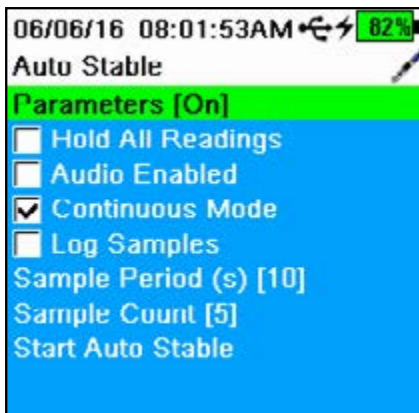 06/06/16 08:01:53AM 82%
Auto Stable
Parameters [On]
Hold All Readings
Audio Enabled
Continuous Mode
Log Samples
Sample Period (s) [10]
Sample Count [5]
Start Auto Stable